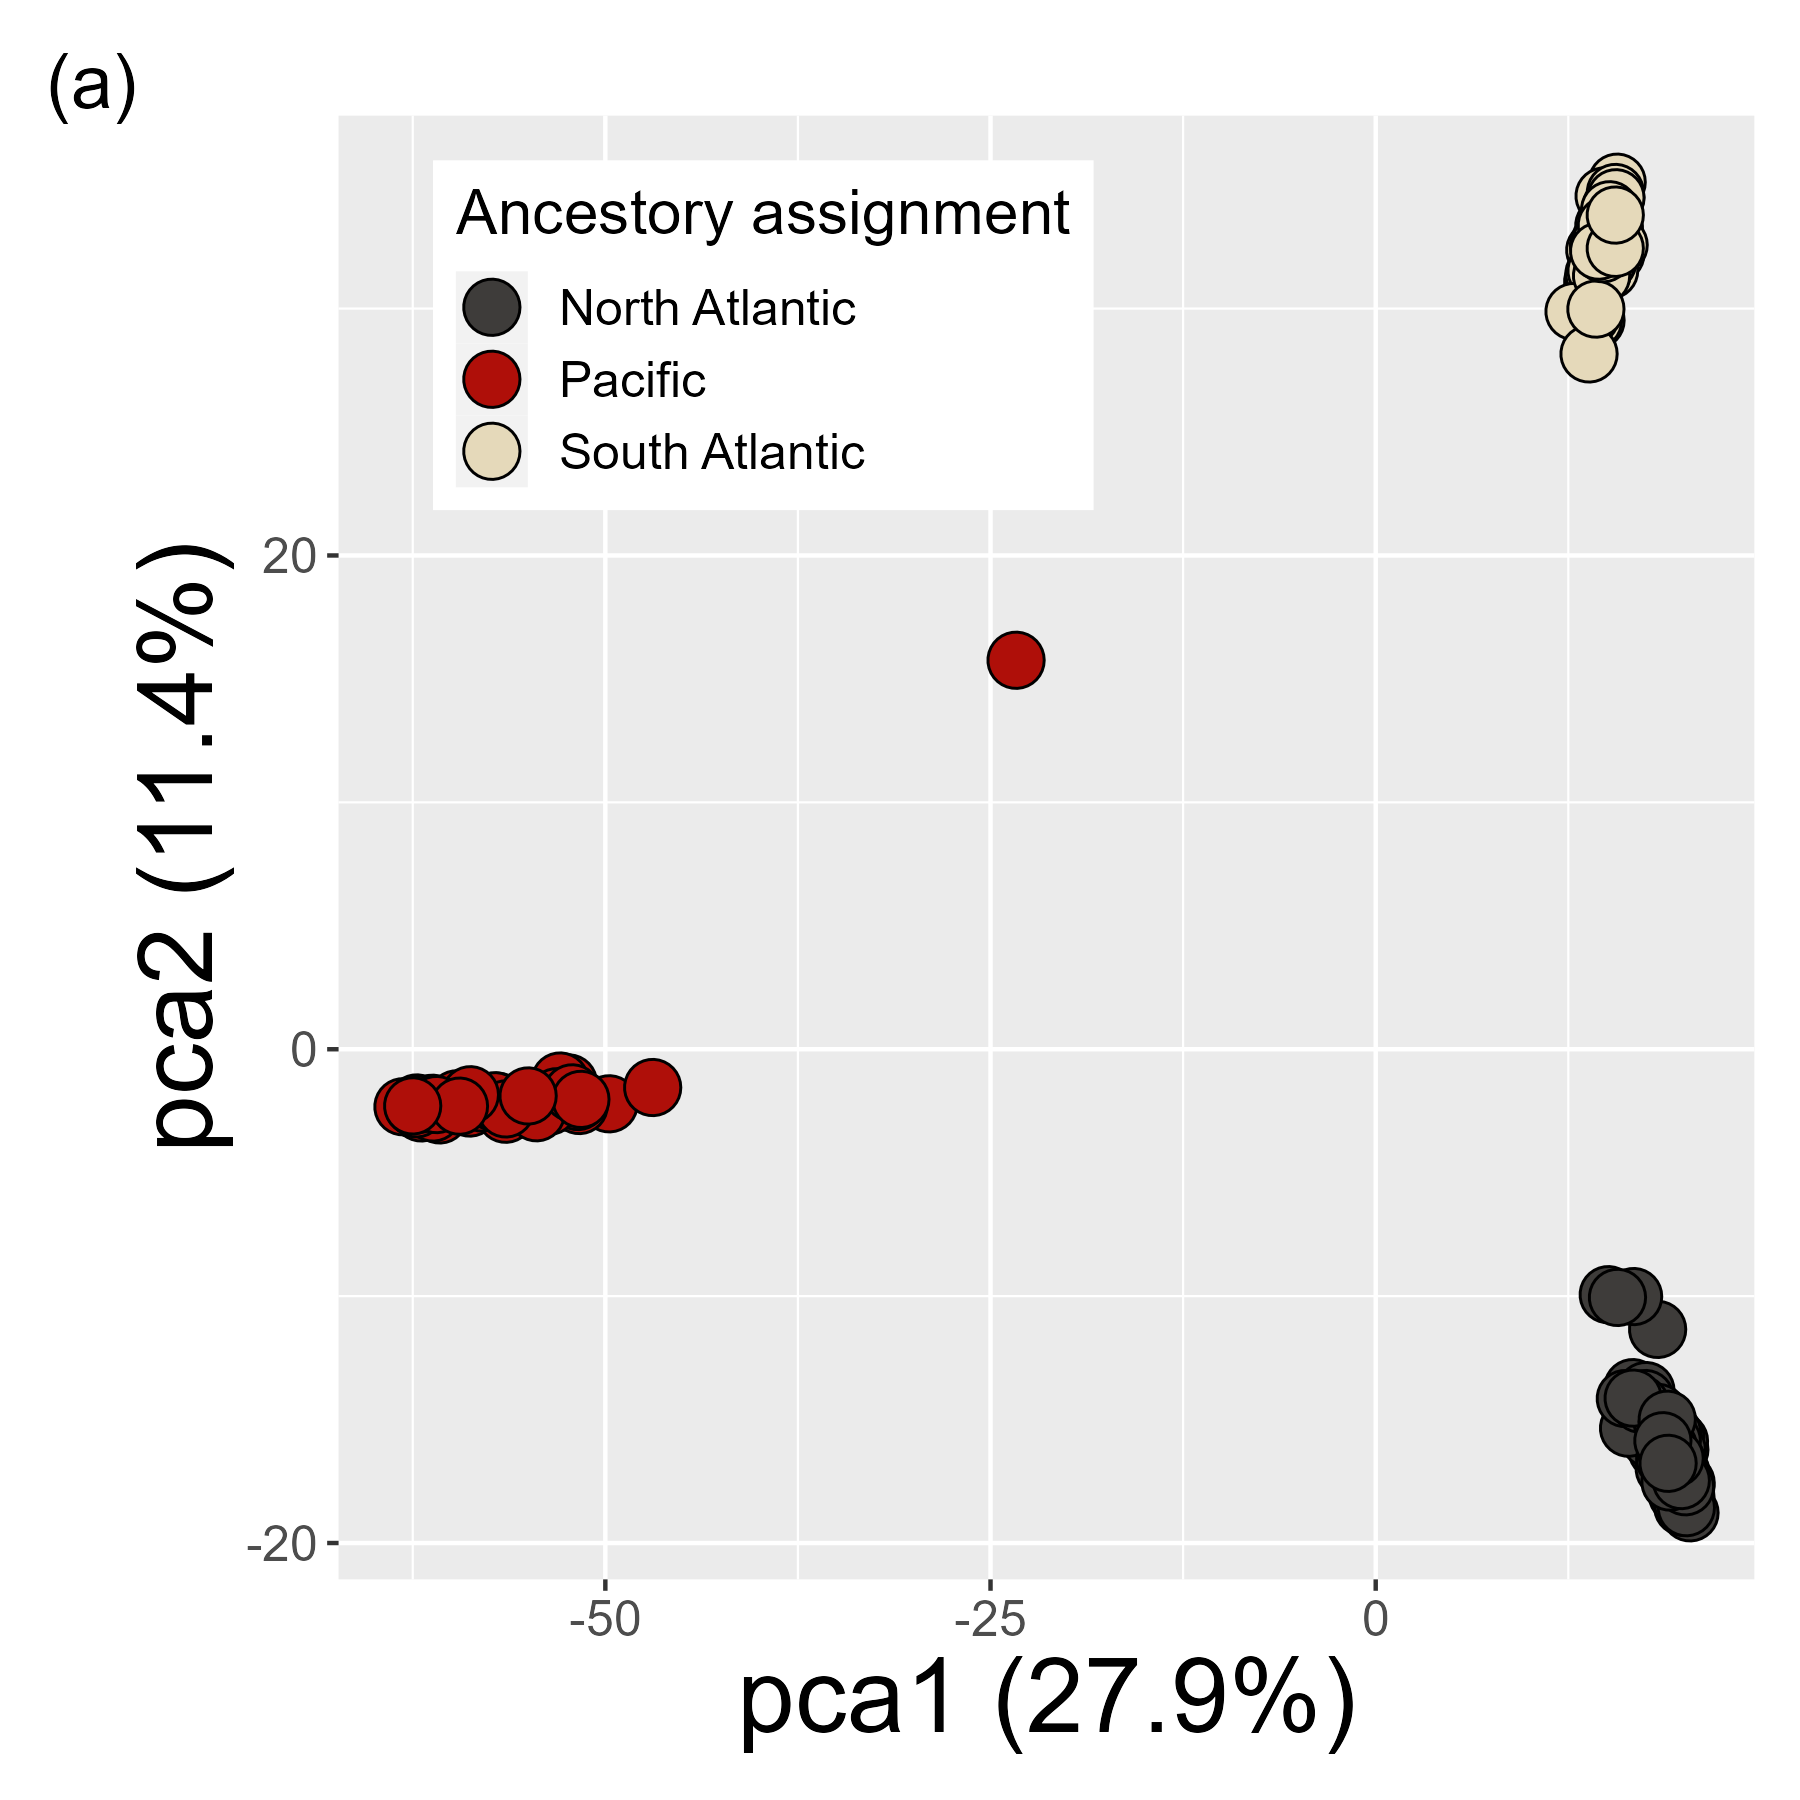 (a)
Ancestory assignment
North Atlantic
Pacific
South Atlantic
20
0
-20
pca2 (11.4%)
-50
-25
0
pca1 (27.9%)